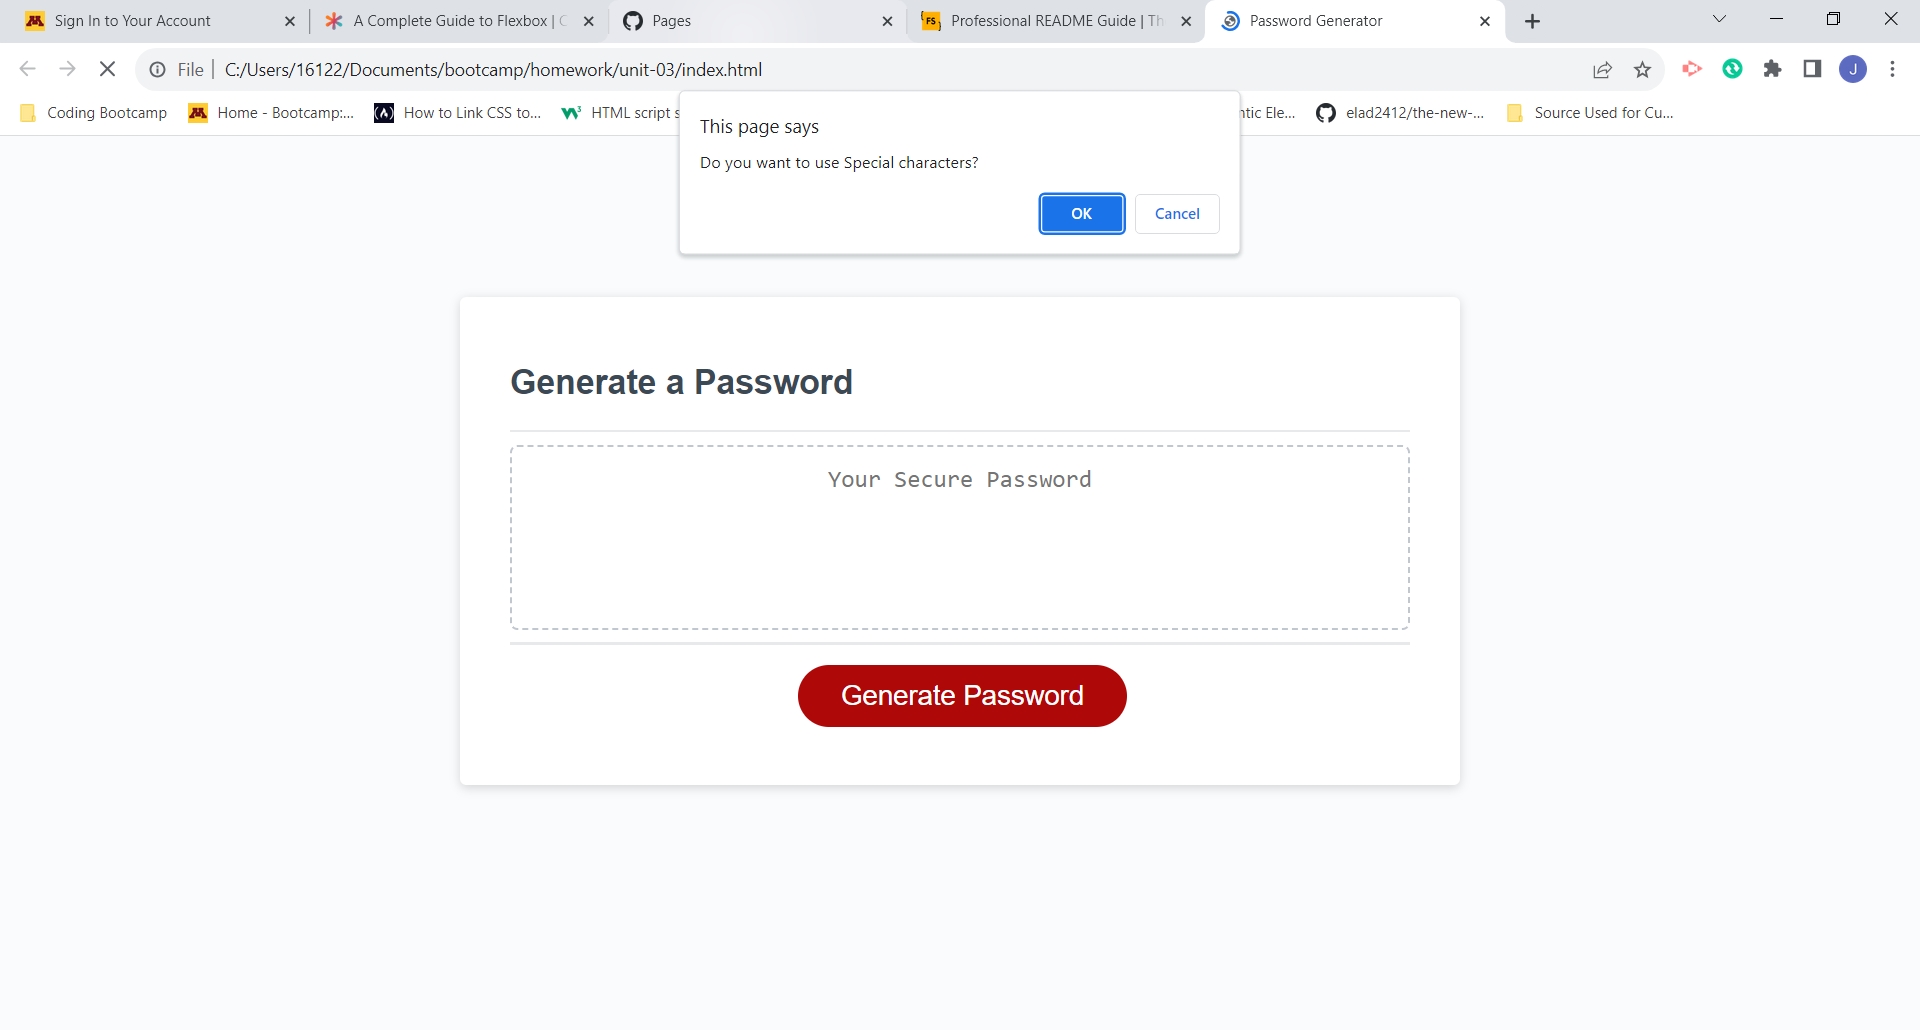 Sign In to Your Account
A Complete Guide to Flexbox | C
Pages
FS
Professional README Guide | Th
Password Generator
File
C:/Users/16122/Documents/bootcamp/homework/unit-03/index.html
J
Coding Bootcamp
Home - Bootcamp:...
How to Link CSS to...
HTML script s
ntic Ele...
elad2412/the-new-...
Source Used for Cu...
This page says
Do you want to use Special characters?
OK
Cancel
Generate a Password
Your Secure Password
Generate Password